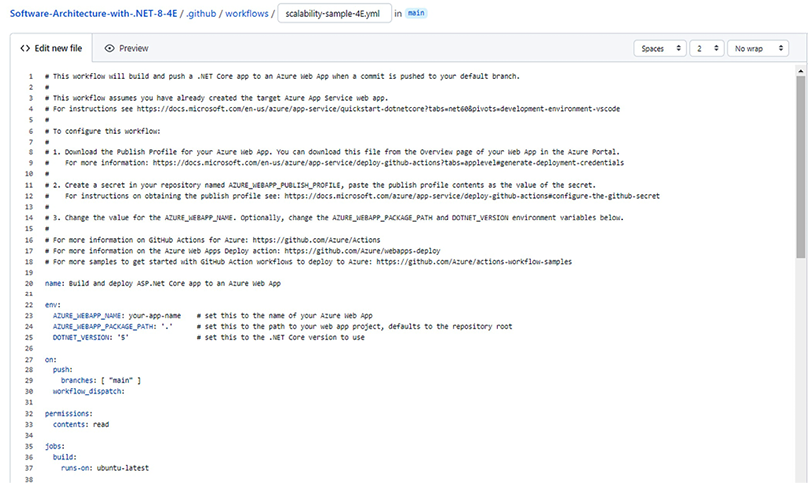 Software-Architecture-with-.NET-8-4E / .github / workflows / scalability-sample-4E.yml in main
<> Edit new file Preview Spaces 2 No wrap
1 # This workflow will build and push a .NET Core app to an Azure Web App when a commit is pushed to your default branch.
2 #
3 # This workflow assumes you have already created the target Azure App Service web app.
4 # For instructions see https://docs.microsoft.com/en-us/azure/app-service/quickstart-dotnetcore?tabs=net60&pivots=development-environment-vscode
5 #
6 # To configure this workflow:
7 #
8 # 1. Download the Publish Profile for your Azure Web App. You can download this file from the Overview page of your Web App in the Azure Portal.
9 #    For more information: https://docs.microsoft.com/en-us/azure/app-service/deploy-github-actions?tabs=applevel#generate-deployment-credentials
10 #
11 # 2. Create a secret in your repository named AZURE_WEBAPP_PUBLISH_PROFILE, paste the publish profile contents as the value of the secret.
12 #    For instructions on obtaining the publish profile see: https://docs.microsoft.com/azure/app-service/deploy-github-actions#configure-the-github-secret
13 #
14 # 3. Change the value for the AZURE_WEBAPP_NAME. Optionally, change the AZURE_WEBAPP_PACKAGE_PATH and DOTNET_VERSION environment variables below.
15 #
16 # For more information on GitHub Actions for Azure: https://github.com/Azure/Actions
17 # For more information on the Azure Web Apps Deploy action: https://github.com/Azure/webapps-deploy
18 # For more samples to get started with GitHub Action workflows to deploy to Azure: https://github.com/Azure/actions-workflow-samples
19
20 name: Build and deploy ASP.Net Core app to an Azure Web App
21
22 env:
23   AZURE_WEBAPP_NAME: your-app-name    # set this to the name of your Azure Web App
24   AZURE_WEBAPP_PACKAGE_PATH: '.'      # set this to the path to your web app project, defaults to the repository root
25   DOTNET_VERSION: '5'                 # set this to the .NET Core version to use
26
27 on:
28   push:
29     branches: [ "main" ]
30   workflow_dispatch:
31
32 permissions:
33   contents: read
34
35 jobs:
36   build:
37     runs-on: ubuntu-latest
38